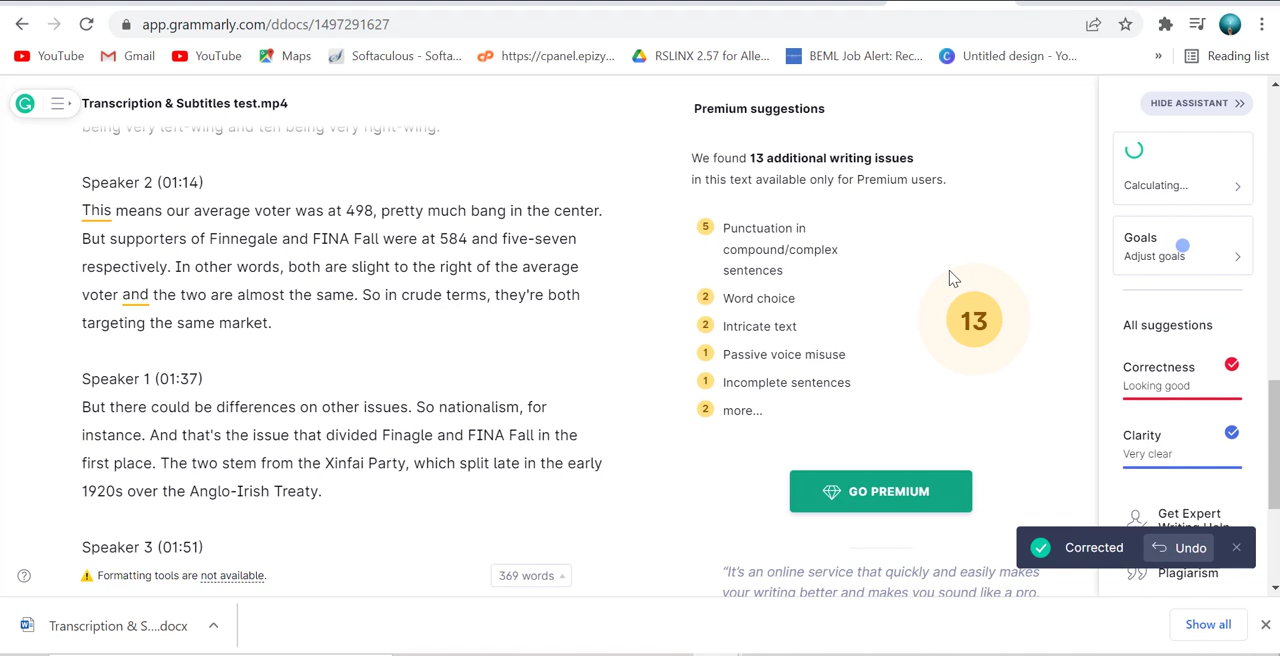 app.grammarly.com/ddocs/1497291627
YouTube
Gmail
YouTube
Maps
Softaculous - Softa...
https://cpanel.epizy...
RSLINX 2.57 for Alle...
BEML Job Alert: Rec...
Untitled design - Yo...
»
Reading list
Transcription & Subtitles test.mp4
being very left-wing and ten being very right-wing.
Speaker 2 (01:14)
This means our average voter was at 498, pretty much bang in the center.
But supporters of Finnegale and FINA Fall were at 584 and five-seven
respectively. In other words, both are slight to the right of the average
voter and the two are almost the same. So in crude terms, they're both
targeting the same market.
Speaker 1 (01:37)
But there could be differences on other issues. So nationalism, for
instance. And that's the issue that divided Finagle and FINA Fall in the
first place. The two stem from the Xinfai Party, which split late in the early
1920s over the Anglo-Irish Treaty.
Speaker 3 (01:51)
Formatting tools are not available.
369 words
Premium suggestions
We found 13 additional writing issues
in this text available only for Premium users.
5 Punctuation in
compound/complex
sentences
2 Word choice
2 Intricate text
1 Passive voice misuse
1 Incomplete sentences
2 more...
13
GO PREMIUM
“It's an online service that quickly and easily makes
your writing better and makes you sound like a pro,
HIDE ASSISTANT
Calculating...
Goals
Adjust goals
All suggestions
Correctness
Looking good
Clarity
Very clear
Get Expert
Writing Help
Corrected
Undo
Plagiarism
Transcription & S....docx
Show all